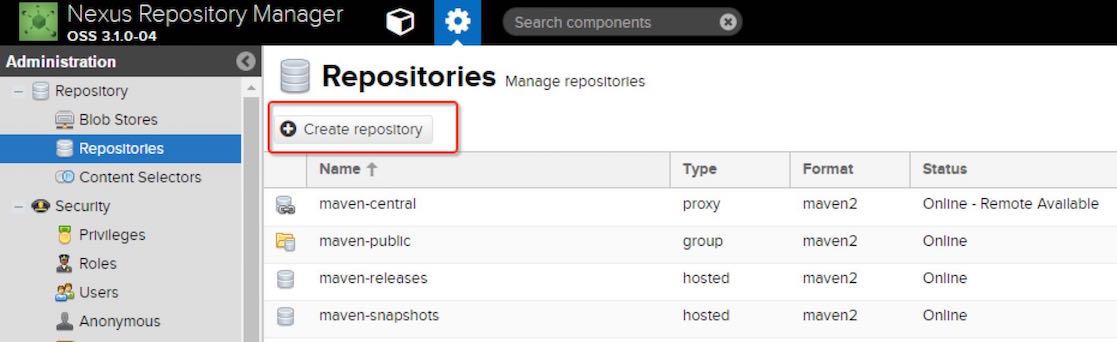 Nexus Repository Manager
OSS 3.1.0-04
Search components
Administration
Repository
Blob Stores
Repositories
Content Selectors
Security
Privileges
Roles
Users
Anonymous
Repositories Manage repositories
Create repository
Name Type Format Status
maven-central proxy maven2 Online - Remote Available
maven-public group maven2 Online
maven-releases hosted maven2 Online
maven-snapshots hosted maven2 Online